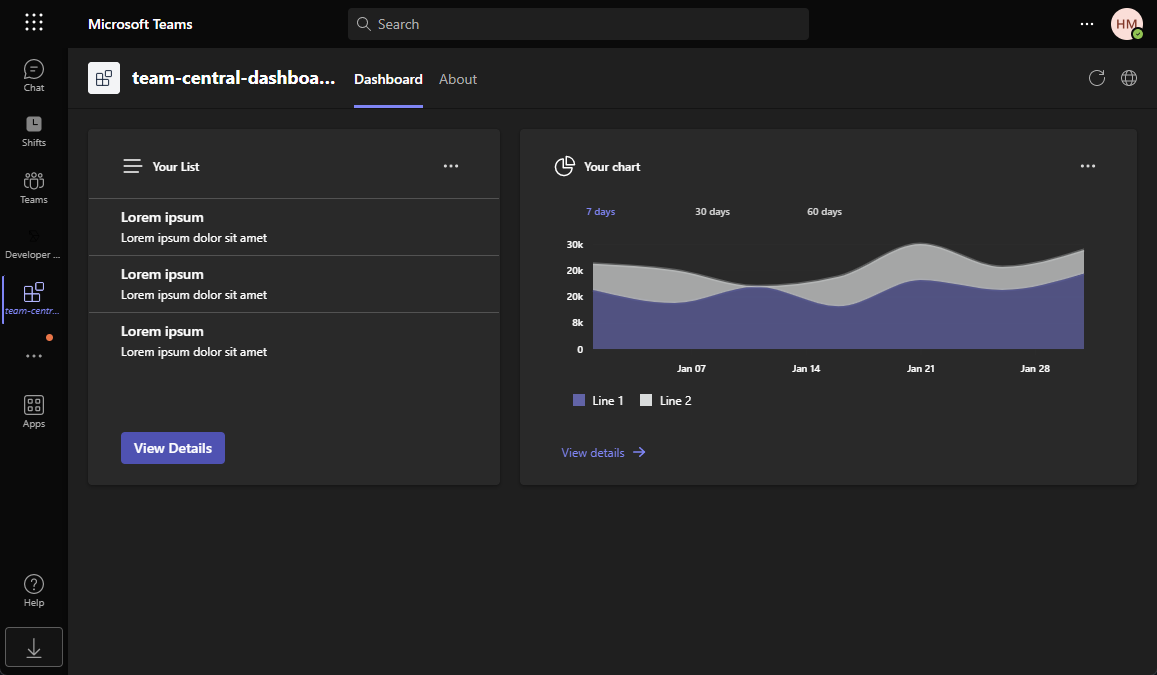 Microsoft Teams
Search
HM
Chat
Shifts
Teams
Developer ...
team-centr...
Apps
Help
team-central-dashboa...
Dashboard
About
Your List
Lorem ipsum
Lorem ipsum dolor sit amet
Lorem ipsum
Lorem ipsum dolor sit amet
Lorem ipsum
Lorem ipsum dolor sit amet
View Details
Your chart
7 days
30 days
60 days
30k
20k
20k
8k
0
Jan 07
Jan 14
Jan 21
Jan 28
Line 1
Line 2
View details